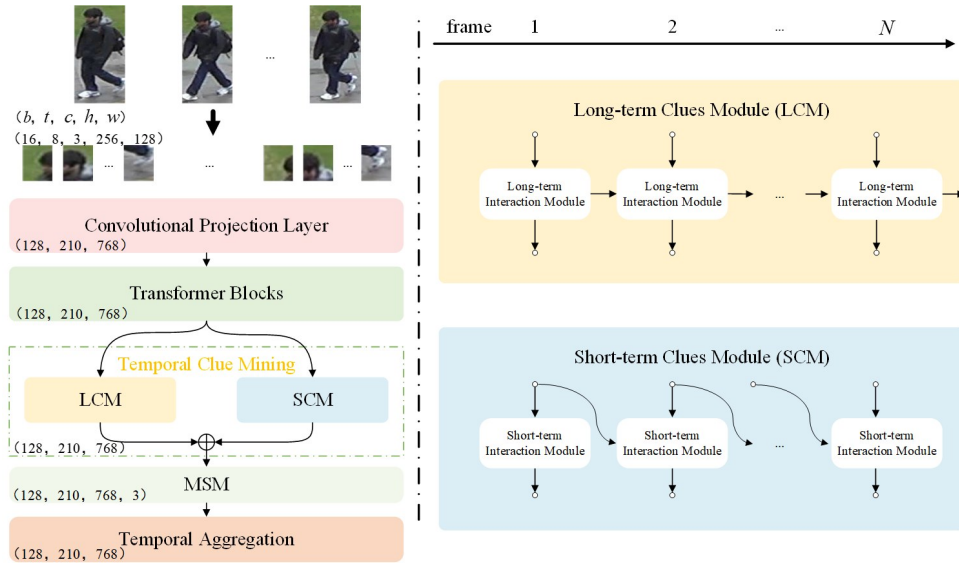 ...
(b, t, c, h, w)
(16, 8, 3, 256, 128)
... ... ...
Convolutional Projection Layer
(128, 210, 768)
Transformer Blocks
(128, 210, 768)
Temporal Clue Mining
LCM SCM
(128, 210, 768)
MSM
(128, 210, 768, 3)
Temporal Aggregation
(128, 210, 768)
frame 1 2 ... N
Long-term Clues Module (LCM)
Long-term Long-term Long-term
Interaction Module Interaction Module ... Interaction Module
Short-term Clues Module (SCM)
Short-term Short-term Short-term
Interaction Module Interaction Module ... Interaction Module